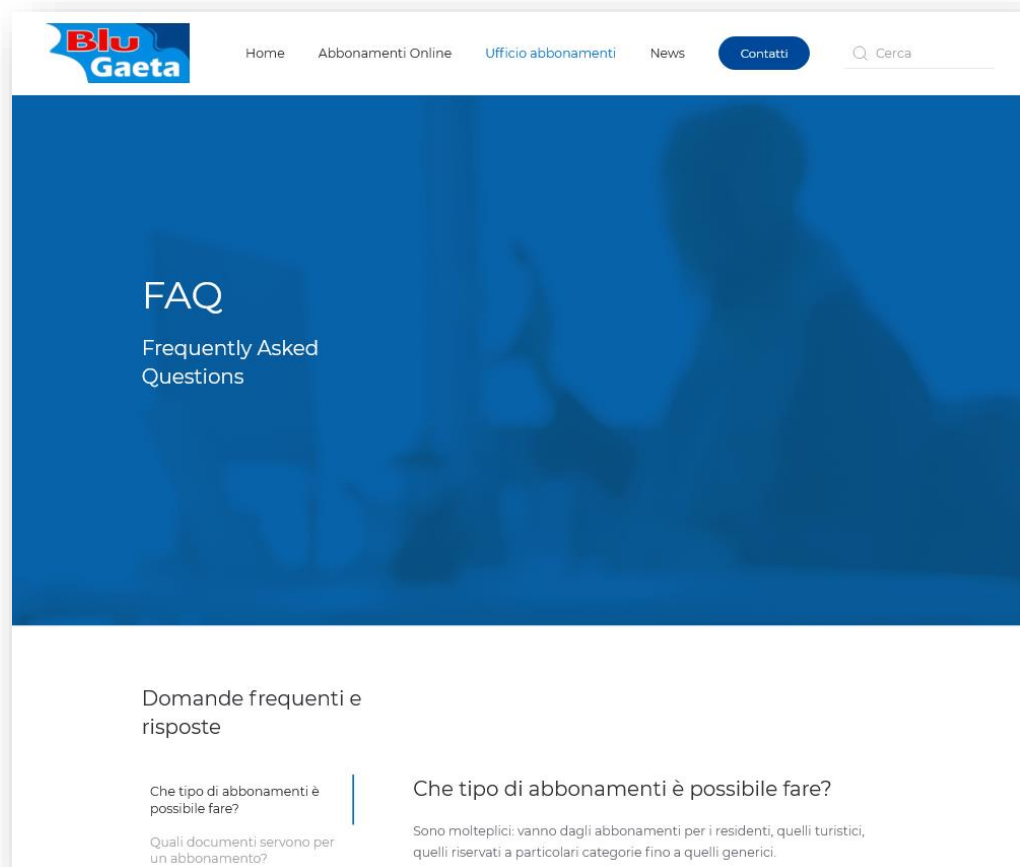 Blu
Gaeta
Home Abbonamenti Online Ufficio abbonamenti News Contatti Cerca
FAQ
Frequently Asked
Questions
Domande frequenti e
risposte
Che tipo di abbonamenti è
possibile fare?
Quali documenti servono per
un abbonamento?
Che tipo di abbonamenti è possibile fare?
Sono molteplici: vanno dagli abbonamenti per i residenti, quelli turistici,
quelli riservati a particolari categorie fino a quelli generici.